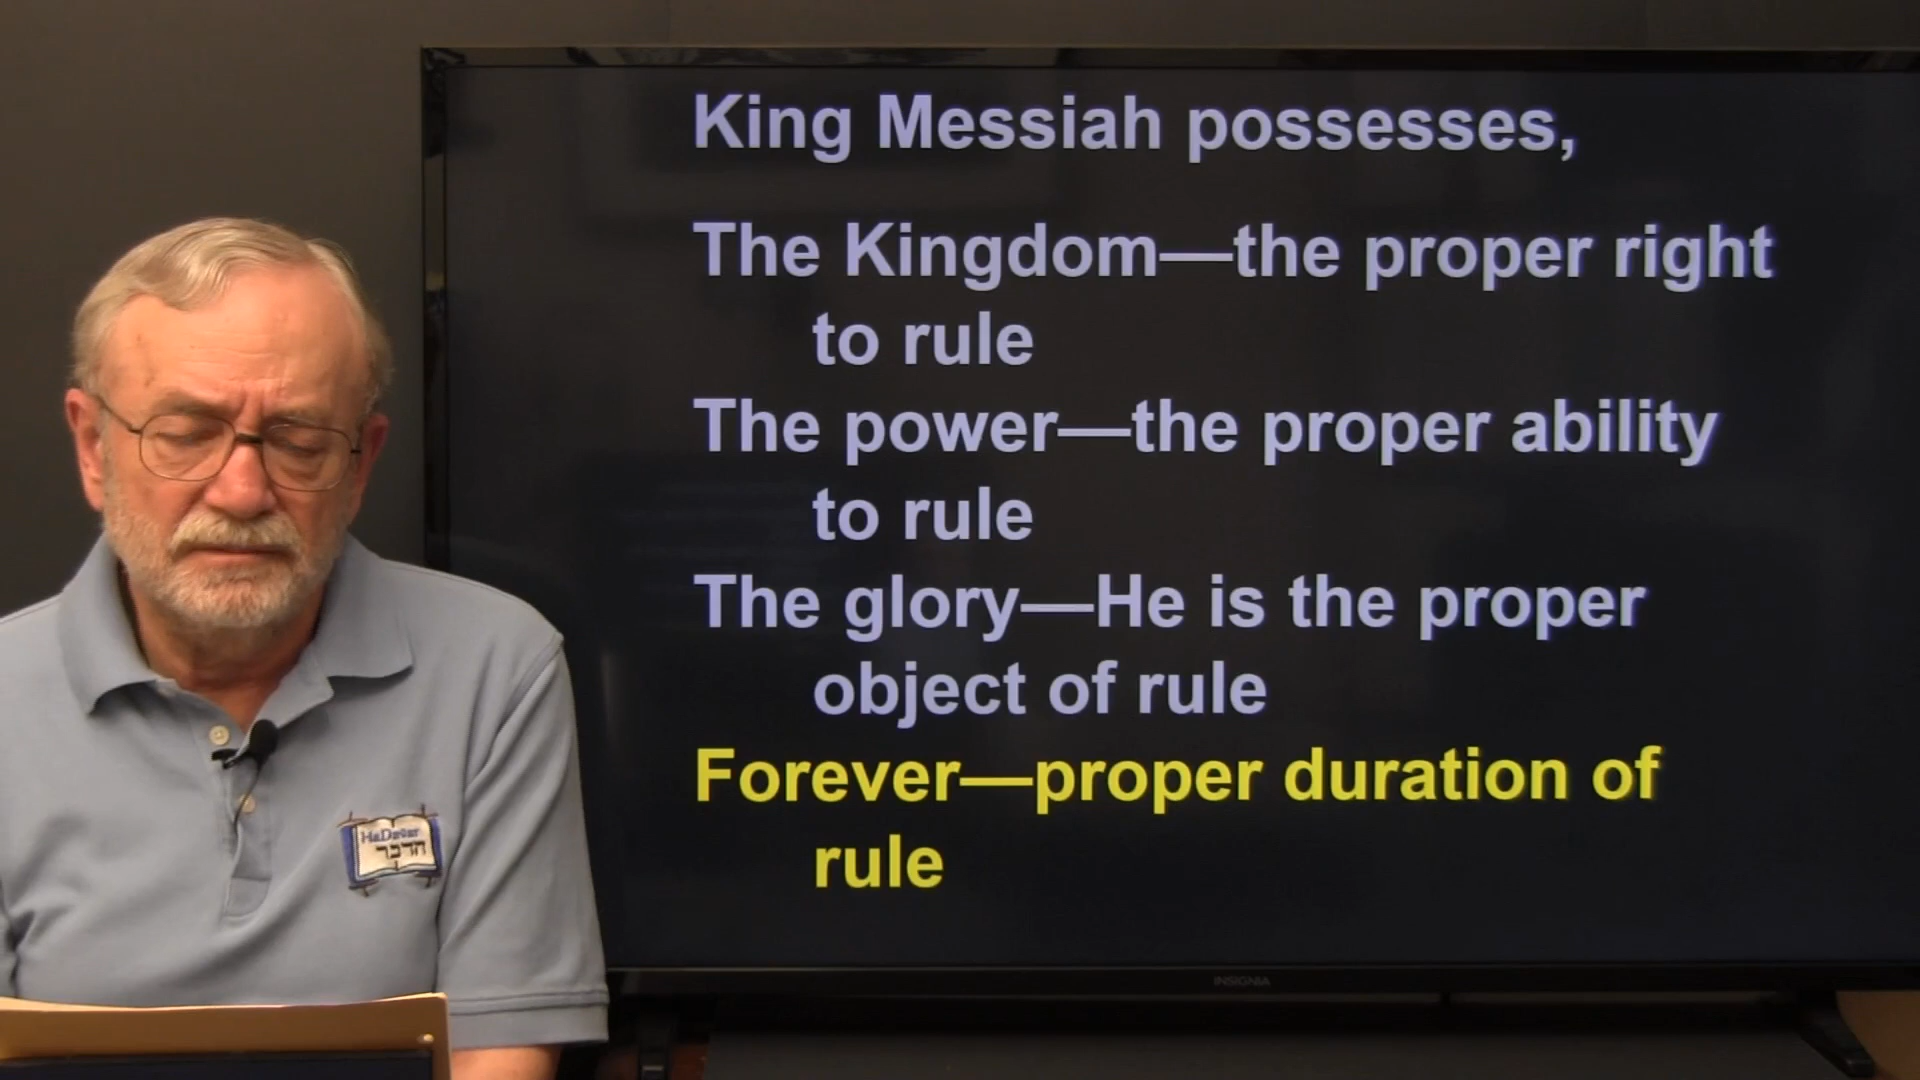 King Messiah possesses,
The Kingdom—the proper right
to rule
The power—the proper ability
to rule
The glory—He is the proper
object of rule
Forever—proper duration of
rule
HaDavar
הדבר
INSIGNIA